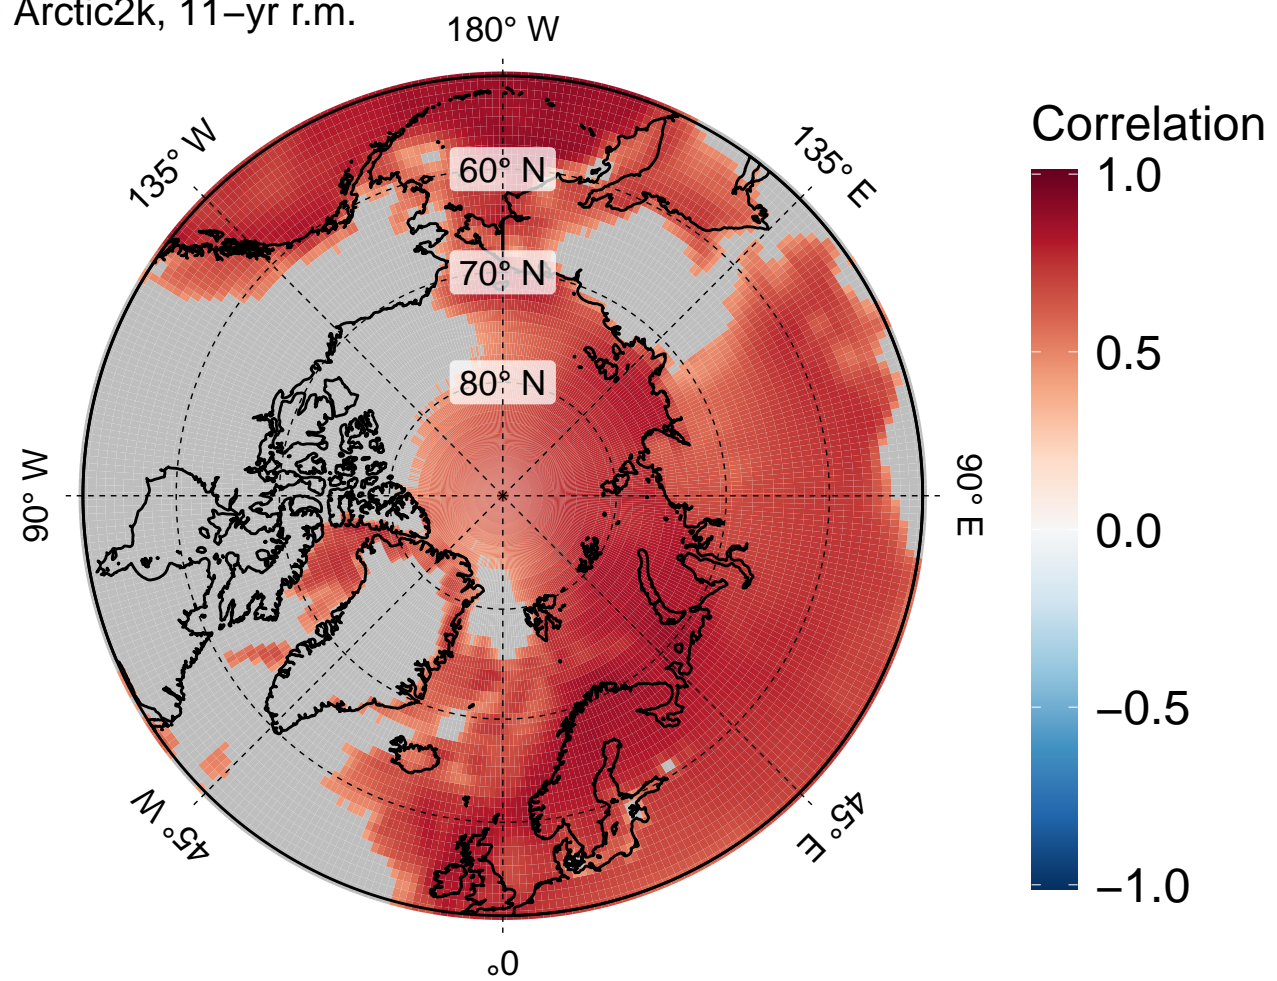 Arctic2k, 11−yr r.m.
180° W
135° W
135° E
60° N
70° N
80° N
90° W
90° E
45° W
45° E
0°
Correlation
1.0
0.5
0.0
−0.5
−1.0